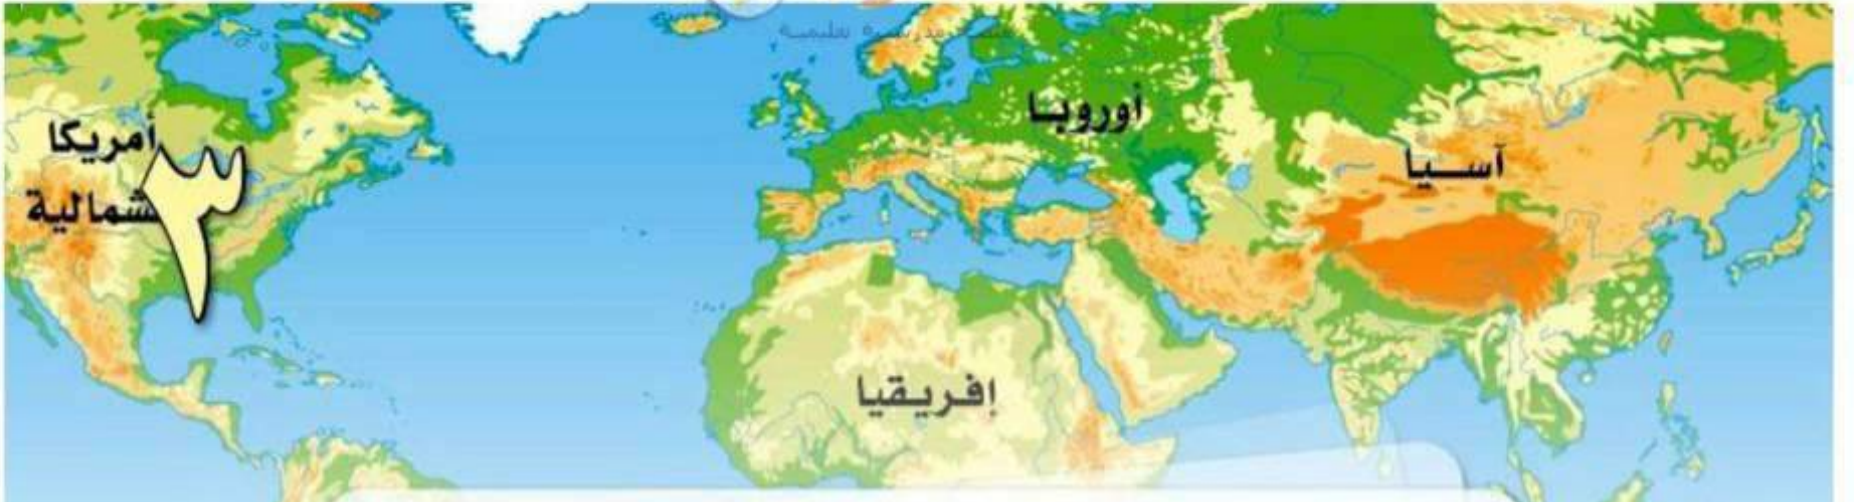 أوروبا
آسيا
أمريكا
٣
شمالية
إفريقيا